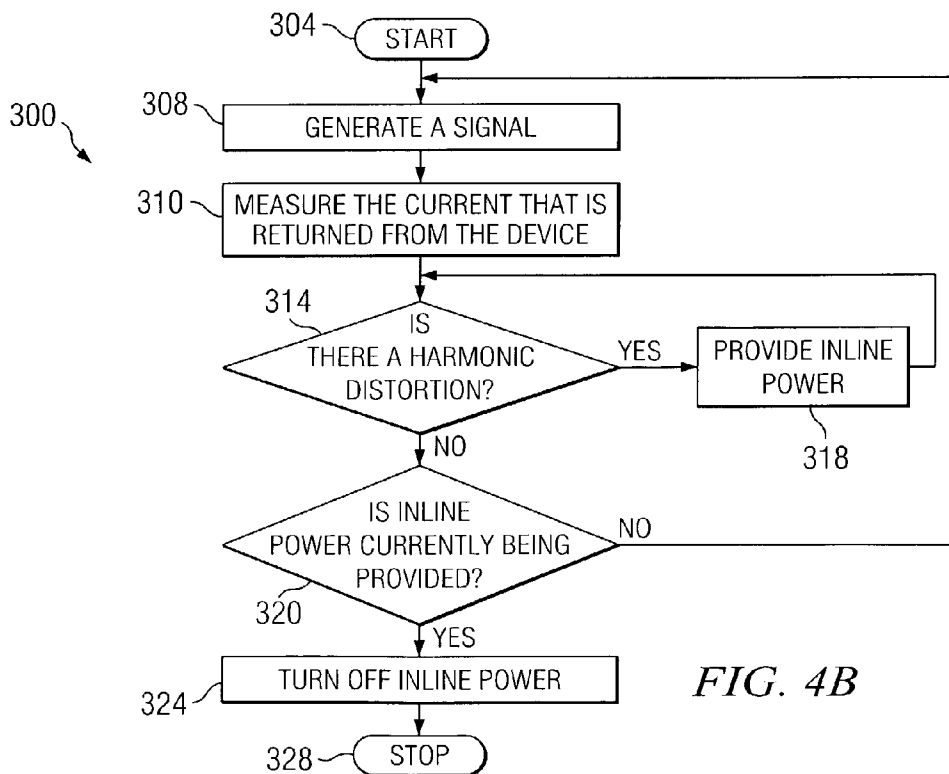 304
START
300
308
GENERATE A SIGNAL
310
MEASURE THE CURRENT THAT IS
RETURNED FROM THE DEVICE
314
IS
THERE A HARMONIC
DISTORTION?
YES
PROVIDE INLINE
POWER
318
NO
IS INLINE
POWER CURRENTLY BEING
PROVIDED?
NO
320
YES
TURN OFF INLINE POWER
324
FIG. 4B
328
STOP